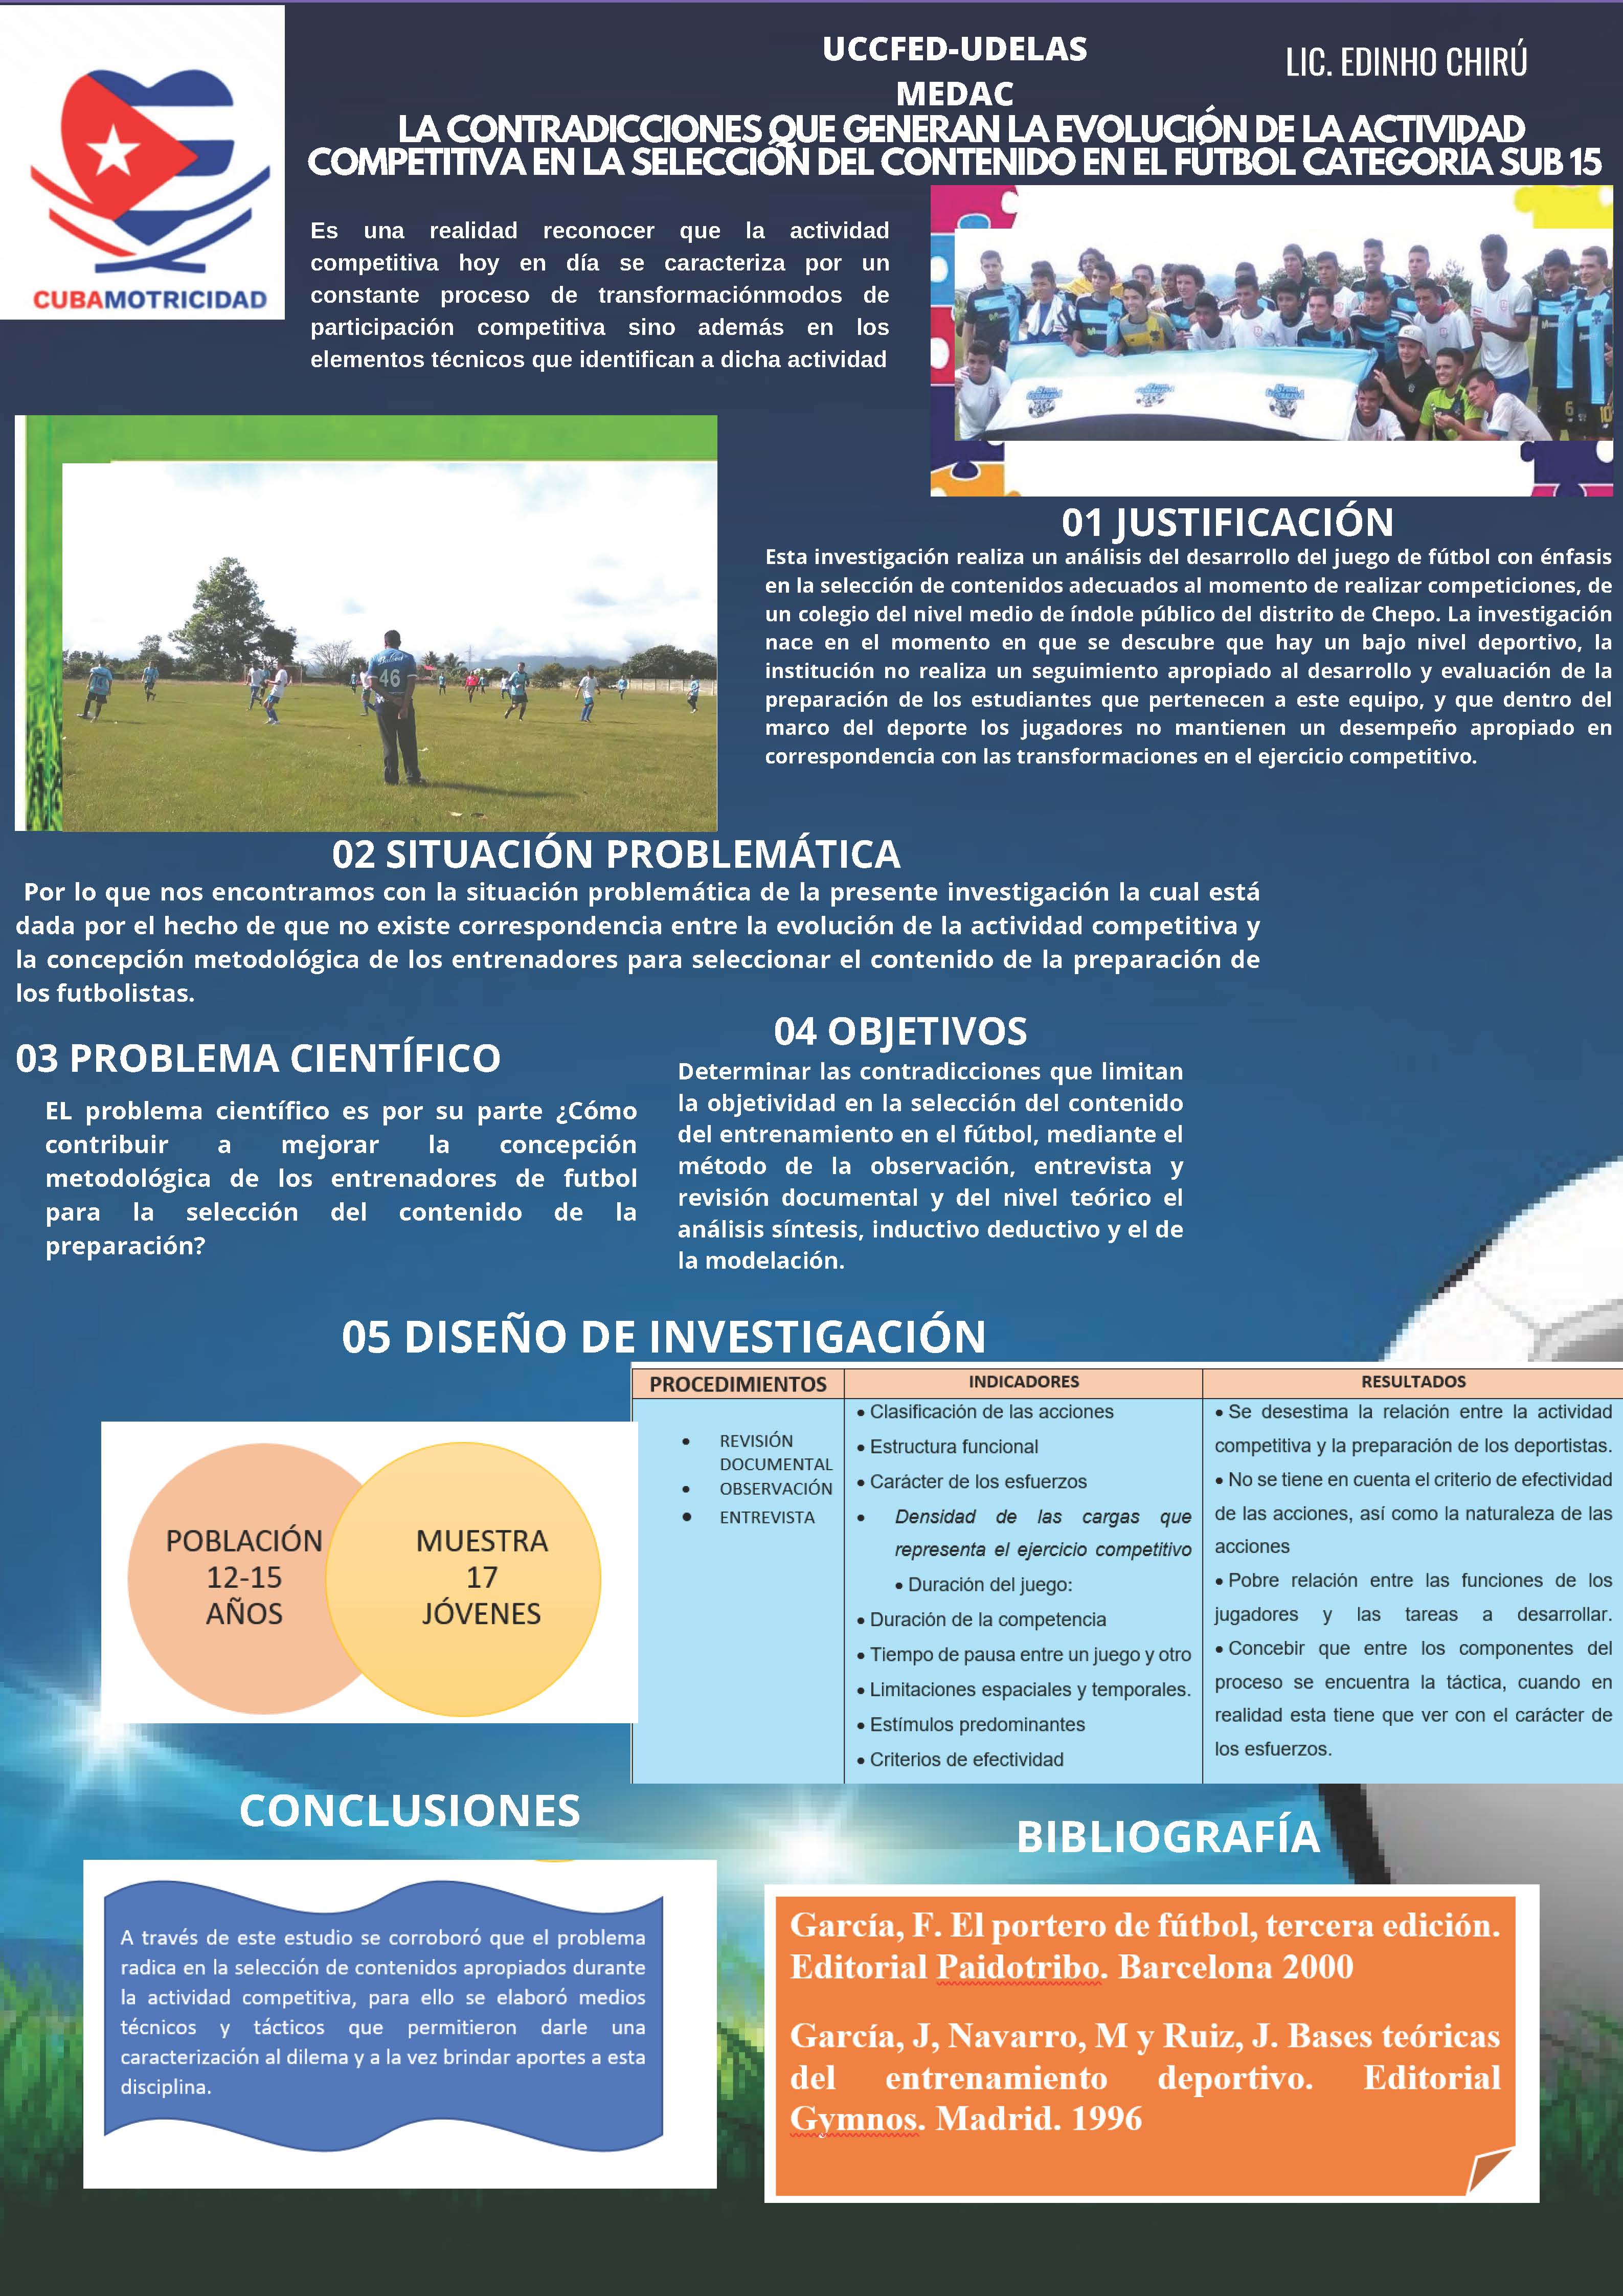 UCCFED-UDELAS
MEDAC
LIC. EDINHO CHIRÚ
LA CONTRADICCIONES QUE GENERAN LA EVOLUCIÓN DE LA ACTIVIDAD
COMPETITIVA EN LA SELECCIÓN DEL CONTENIDO EN EL FÚTBOL CATEGORÍA SUB 15
CUBAMOTRICIDAD
Es una realidad reconocer que la actividad
competitiva hoy en día se caracteriza por un
constante proceso de transformaciónmodos de
participación competitiva sino además en los
elementos técnicos que identifican a dicha actividad
6
10
46
01 JUSTIFICACIÓN
Esta investigación realiza un análisis del desarrollo del juego de fútbol con énfasis
en la selección de contenidos adecuados al momento de realizar competiciones, de
un colegio del nivel medio de índole público del distrito de Chepo. La investigación
nace en el momento en que se descubre que hay un bajo nivel deportivo, la
institución no realiza un seguimiento apropiado al desarrollo y evaluación de la
preparación de los estudiantes que pertenecen a este equipo, y que dentro del
marco del deporte los jugadores no mantienen un desempeño apropiado en
correspondencia con las transformaciones en el ejercicio competitivo.
02 SITUACIÓN PROBLEMÁTICA
Por lo que nos encontramos con la situación problemática de la presente investigación la cual está
dada por el hecho de que no existe correspondencia entre la evolución de la actividad competitiva y
la concepción metodológica de los entrenadores para seleccionar el contenido de la preparación de
los futbolistas.
03 PROBLEMA CIENTÍFICO
EL problema científico es por su parte ¿Cómo
contribuir a mejorar la concepción
metodológica de los entrenadores de futbol
para la selección del contenido de la
preparación?
04 OBJETIVOS
Determinar las contradicciones que limitan
la objetividad en la selección del contenido
del entrenamiento en el fútbol, mediante el
método de la observación, entrevista y
revisión documental y del nivel teórico el
análisis síntesis, inductivo deductivo y el de
la modelación.
05 DISEÑO DE INVESTIGACIÓN
POBLACIÓN
12-15
AÑOS
MUESTRA
17
JÓVENES
PROCEDIMIENTOS
• REVISIÓN
DOCUMENTAL
• OBSERVACIÓN
• ENTREVISTA
INDICADORES
• Clasificación de las acciones
• Estructura funcional
• Carácter de los esfuerzos
• Densidad de las cargas que
representa el ejercicio competitivo
• Duración del juego:
• Duración de la competencia
• Tiempo de pausa entre un juego y otro
• Limitaciones espaciales y temporales.
• Estímulos predominantes
• Criterios de efectividad
RESULTADOS
• Se desestima la relación entre la actividad
competitiva y la preparación de los deportistas.
• No se tiene en cuenta el criterio de efectividad
de las acciones, así como la naturaleza de las
acciones
• Pobre relación entre las funciones de los
jugadores y las tareas a desarrollar.
• Concebir que entre los componentes del
proceso se encuentra la táctica, cuando en
realidad esta tiene que ver con el carácter de
los esfuerzos.
CONCLUSIONES
A través de este estudio se corroboró que el problema
radica en la selección de contenidos apropiados durante
la actividad competitiva, para ello se elaboró medios
técnicos y tácticos que permitieron darle una
caracterización al dilema y a la vez brindar aportes a esta
disciplina.
BIBLIOGRAFÍA
García, F. El portero de fútbol, tercera edición.
Editorial Paidotribo. Barcelona 2000
García, J, Navarro, M y Ruiz, J. Bases teóricas
del entrenamiento deportivo. Editorial
Gymnos. Madrid. 1996